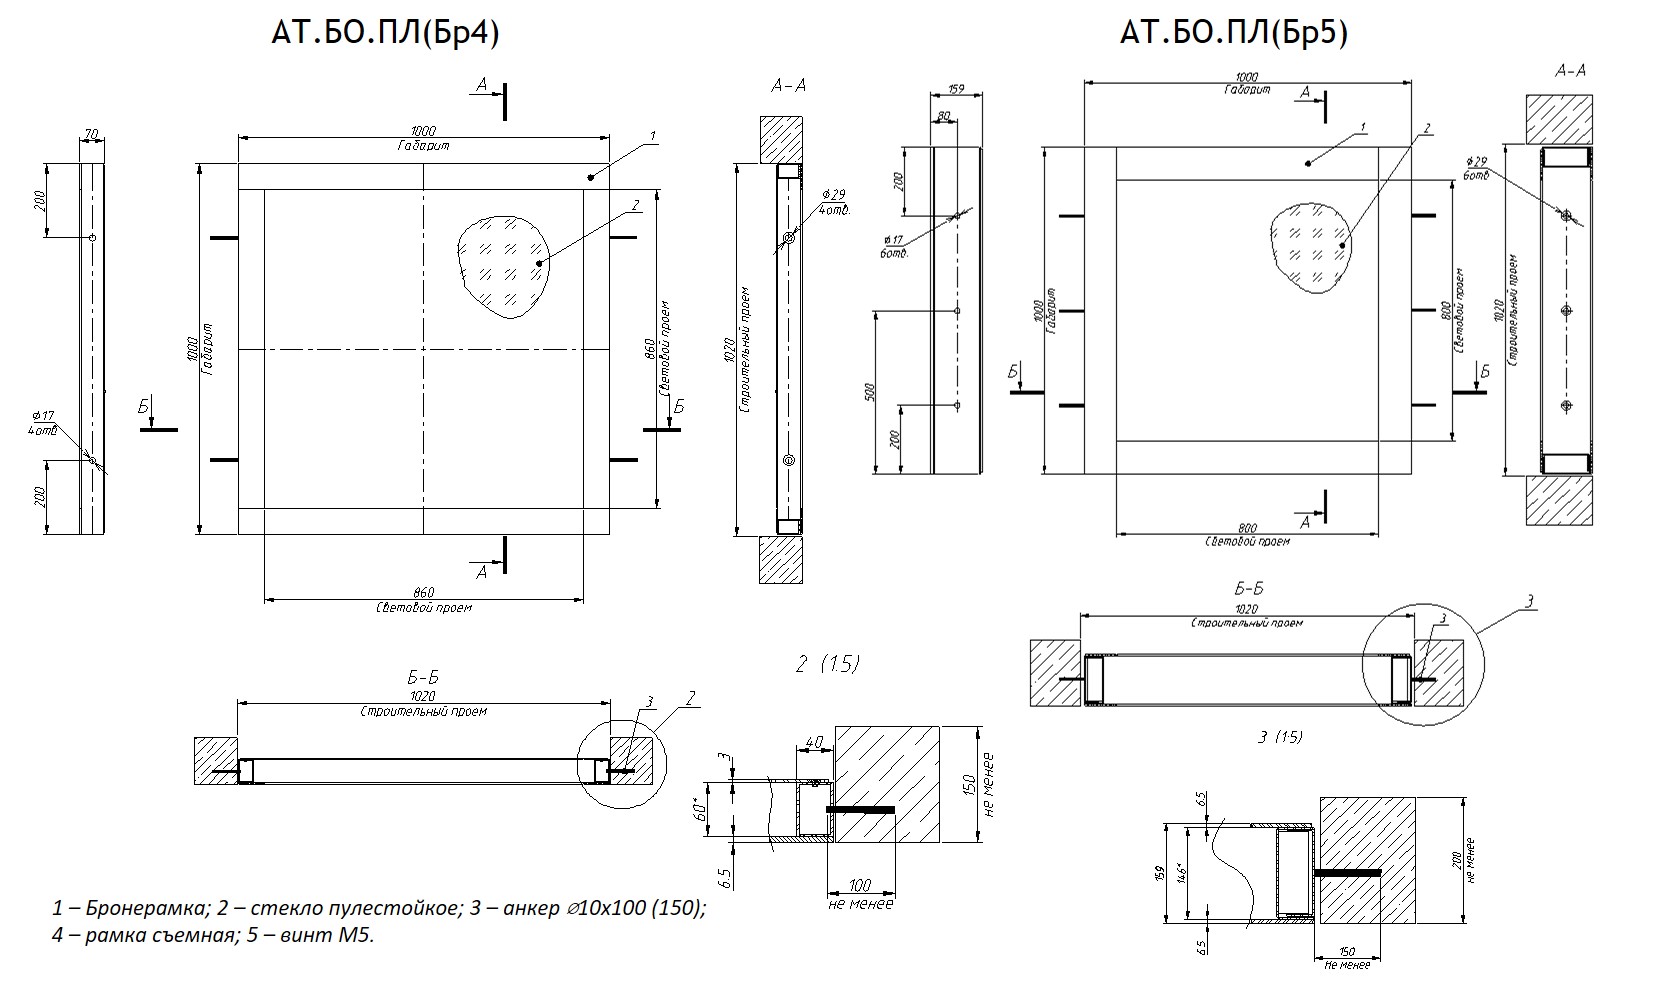 АТ.БО.ПЛ(Бр4)
А
А-А
70
1000
Габарит
1
200
2
⌀29
4отв.
1000
Габарит
860
Световой проем
1020
Строительный проем
Б
Б
⌀17
4отв
200
А
860
Световой проем
Б-Б
1020
Строительный проем
3
2
2 (1:5)
3
40
60*
6.5
150
не менее
100
не менее
АТ.БО.ПЛ(Бр5)
159
80
1000
Габарит
А
А-А
1
2
200
⌀17
6отв.
⌀29
6отв
500
200
1000
Габарит
800
Световой проем
1020
Строительный проем
Б
Б
А
800
Световой проем
Б-Б
1020
Строительный проем
3
3
3 (1:5)
6.5
159
146*
6.5
200
не менее
150
Не менее
1 – Бронерамка; 2 – стекло пулестойкое; 3 – анкер ⌀10х100 (150);
4 – рамка съемная; 5 – винт М5.